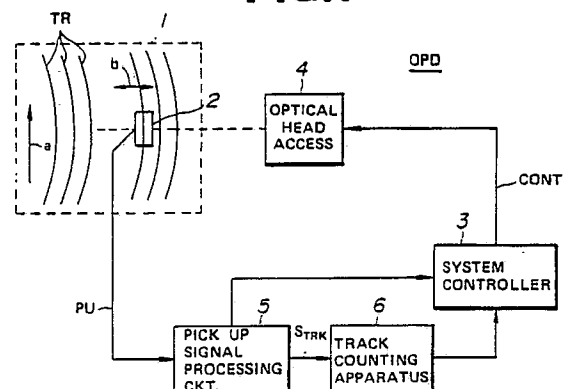 TR
1
b
2
a
4
OPTICAL
HEAD
ACCESS
OPD
CONT
3
SYSTEM
CONTROLLER
PU
5
PICK UP
SIGNAL
PROCESSING
CKT.
STRK
6
TRACK
COUNTING
APPARATUS